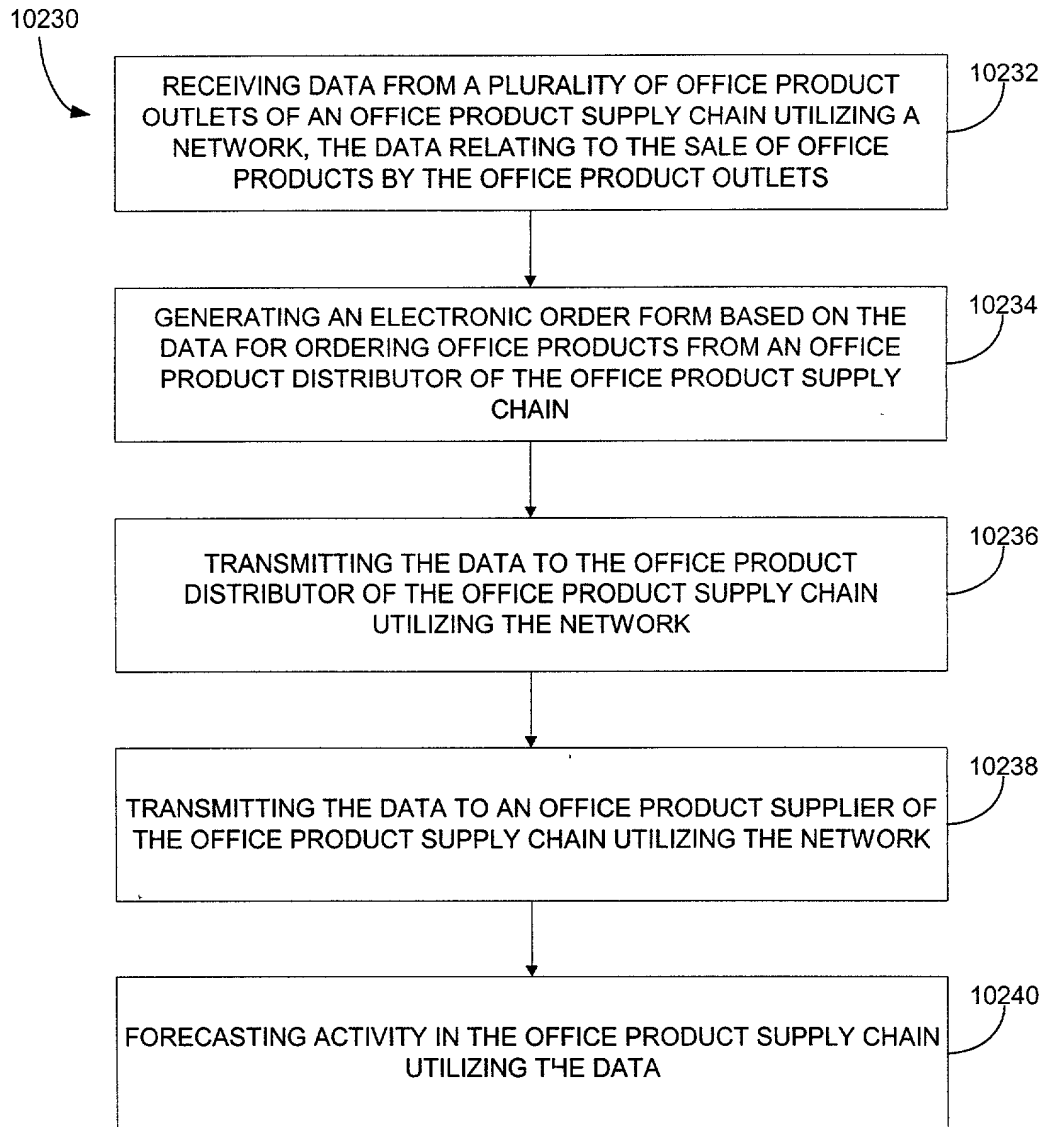 10230
RECEIVING DATA FROM A PLURALITY OF OFFICE PRODUCT
OUTLETS OF AN OFFICE PRODUCT SUPPLY CHAIN UTILIZING A
NETWORK, THE DATA RELATING TO THE SALE OF OFFICE
PRODUCTS BY THE OFFICE PRODUCT OUTLETS
10232
GENERATING AN ELECTRONIC ORDER FORM BASED ON THE
DATA FOR ORDERING OFFICE PRODUCTS FROM AN OFFICE
PRODUCT DISTRIBUTOR OF THE OFFICE PRODUCT SUPPLY
CHAIN
10234
TRANSMITTING THE DATA TO THE OFFICE PRODUCT
DISTRIBUTOR OF THE OFFICE PRODUCT SUPPLY CHAIN
UTILIZING THE NETWORK
10236
TRANSMITTING THE DATA TO AN OFFICE PRODUCT SUPPLIER OF
THE OFFICE PRODUCT SUPPLY CHAIN UTILIZING THE NETWORK
10238
FORECASTING ACTIVITY IN THE OFFICE PRODUCT SUPPLY CHAIN
UTILIZING THE DATA
10240